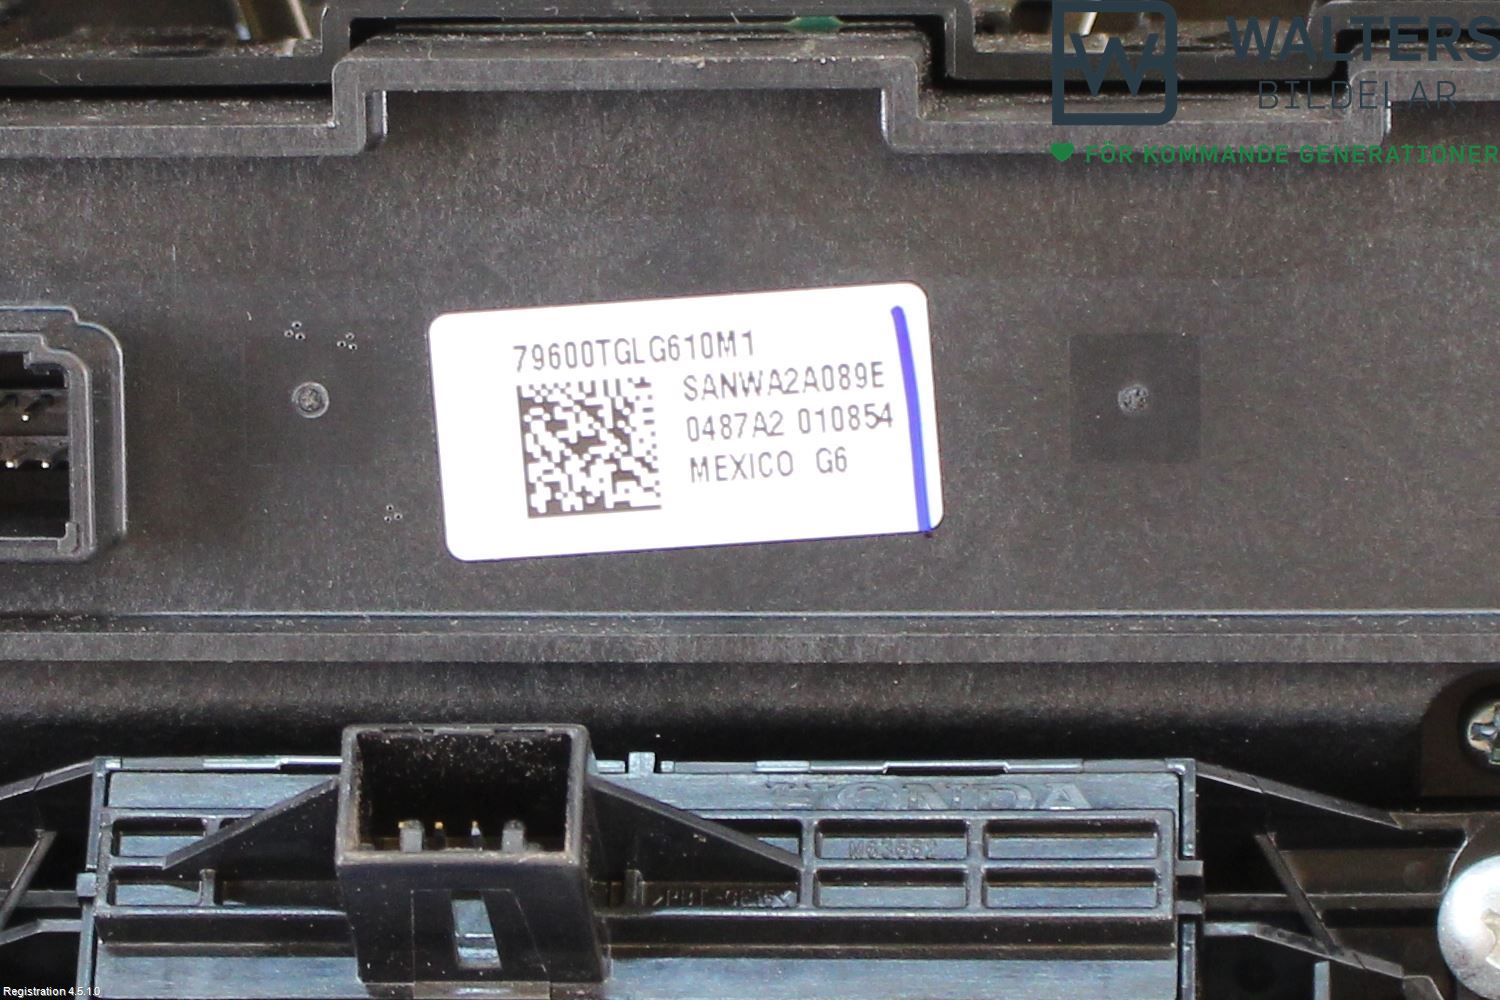 WALTERS
BILDELAR
FÖR KOMMANDE GENERATIONER
79600TGLG610M1
SANWA2A089E
0487A2 010854
MEXICO G6
HONDA
Registration 4.5.1.0